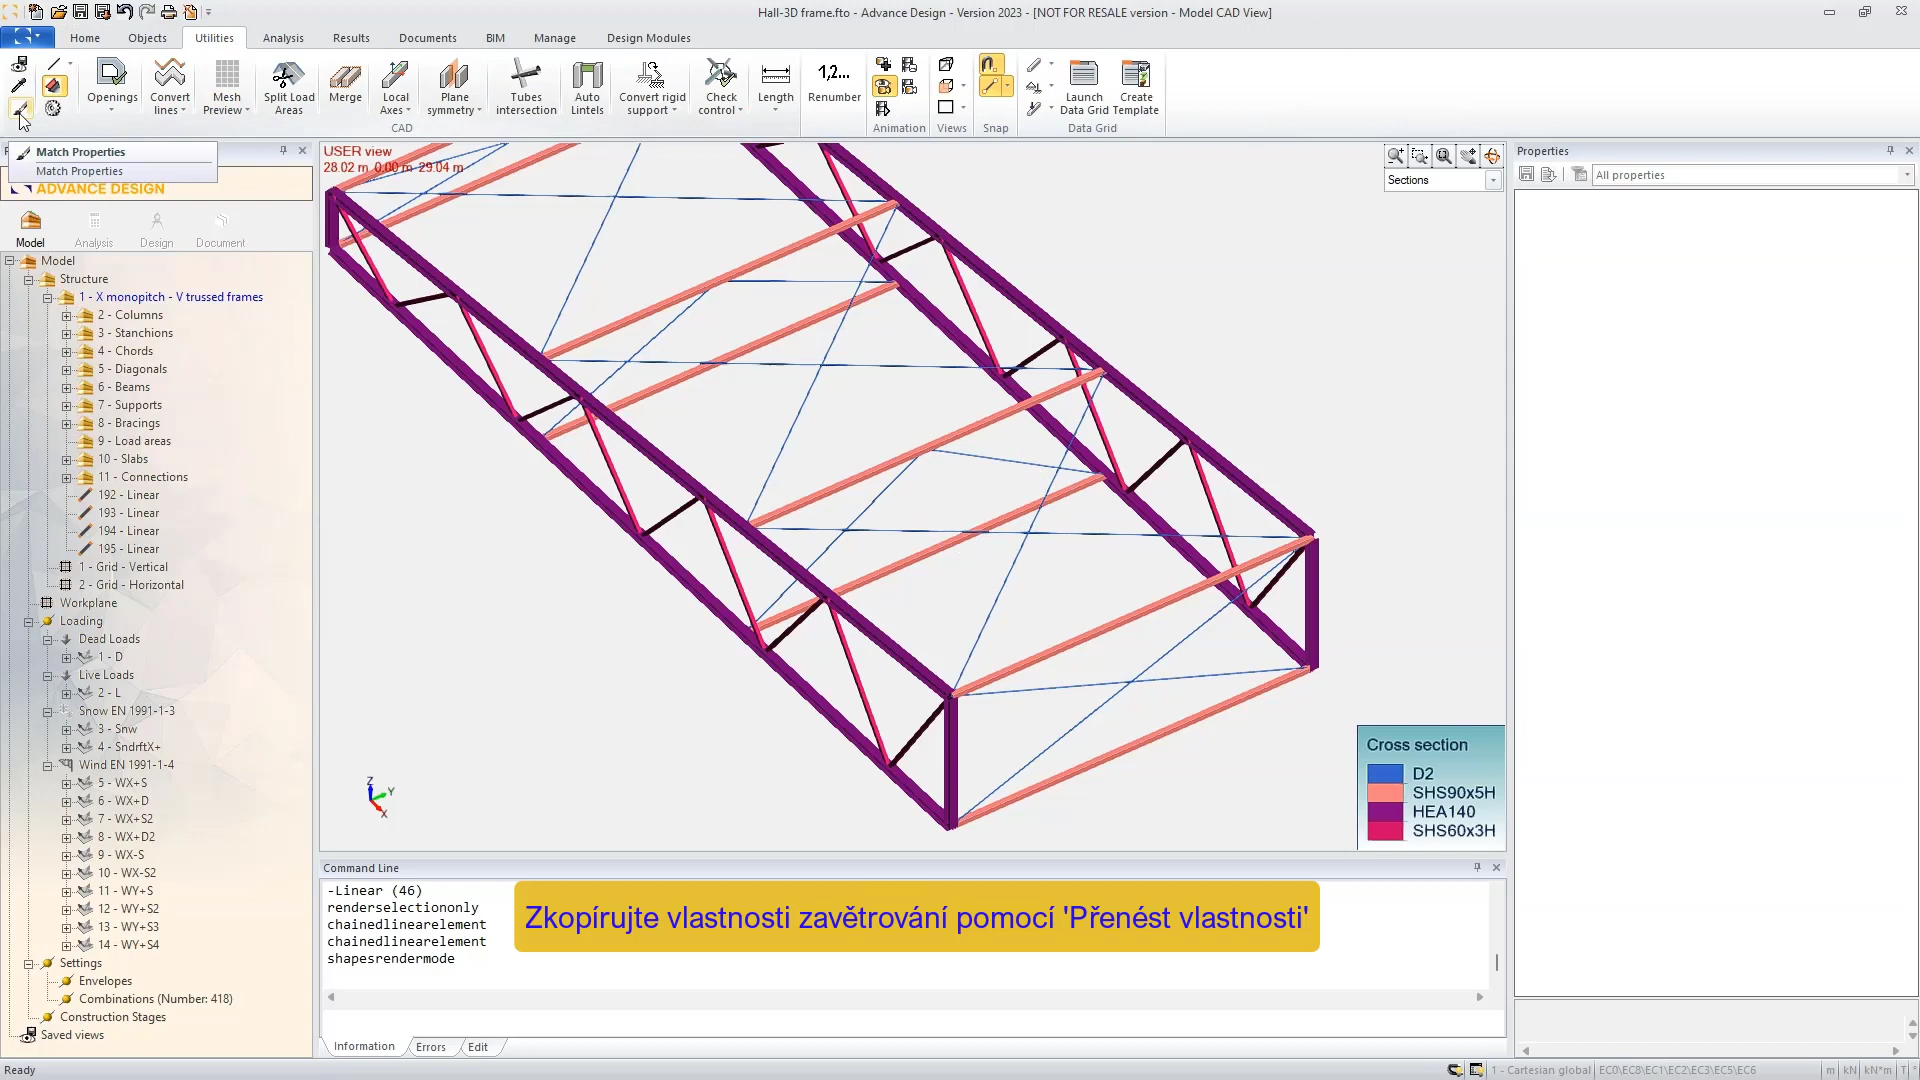 Hall-3D frame.fto - Advance Design - Version 2023 - [NOT FOR RESALE version - Model CAD View]
Home
Objects
Utilities
Analysis
Results
Documents
BIM
Manage
Design Modules
Openings
Convert lines
Mesh Preview
Split Load Areas
Merge
Local Axes
Plane symmetry
Tubes intersection
Auto Lintels
Convert rigid support
Check control
Length
1,2...
Renumber
Launch Data Grid
Create Template
CAD
Animation
Views
Snap
Data Grid
Match Properties
Match Properties
ADVANCE DESIGN
Model
Analysis
Design
Document
Model
Structure
1 - X monopitch - V trussed frames
2 - Columns
3 - Stanchions
4 - Chords
5 - Diagonals
6 - Beams
7 - Supports
8 - Bracings
9 - Load areas
10 - Slabs
11 - Connections
192 - Linear
193 - Linear
194 - Linear
195 - Linear
1 - Grid - Vertical
2 - Grid - Horizontal
Workplane
Loading
Dead Loads
1 - D
Live Loads
2 - L
Snow EN 1991-1-3
3 - Snw
4 - SndrftX+
Wind EN 1991-1-4
5 - WX+S
6 - WX+D
7 - WX+S2
8 - WX+D2
9 - WX-S
10 - WX-S2
11 - WY+S
12 - WY+S2
13 - WY+S3
14 - WY+S4
Settings
Envelopes
Combinations (Number: 418)
Construction Stages
Saved views
USER view
28.02 m 0.00 m 29.04 m
Sections
Z
Y
X
Cross section
D2
SHS90x5H
HEA140
SHS60x3H
Command Line
-Linear (46)
renderselectiononly
chainedlinearelement
chainedlinearelement
shapesrendermode
Zkopírujte vlastnosti zavětrování pomocí 'Přenést vlastnosti'
Information
Errors
Edit
Properties
All properties
Ready
1 - Cartesian global
EC0\EC8\EC1\EC2\EC3\EC5\EC6
m
kN
kN*m
T
°